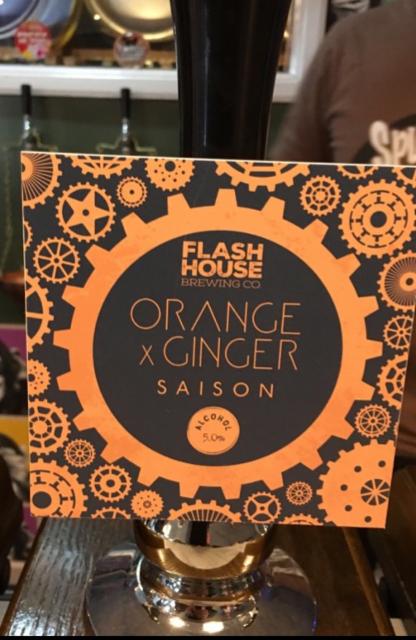 FLASH
HOUSE
BREWING CO
ORANGE
x GINGER
SAISON
ALCOHOL
5.0%